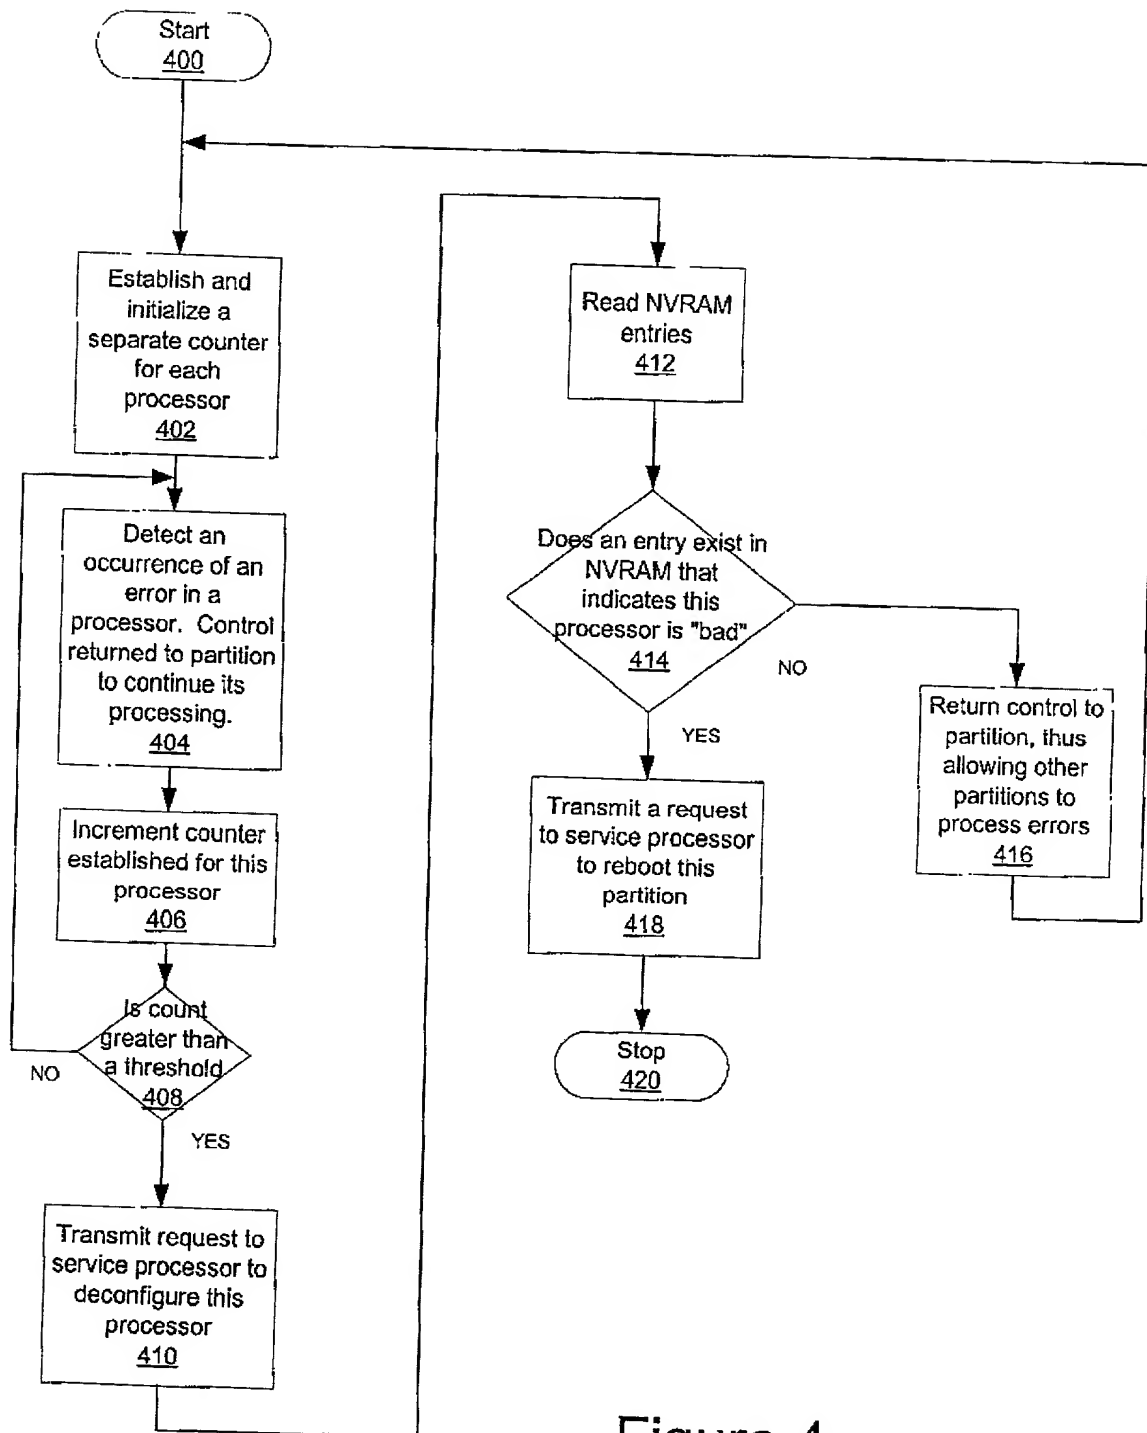 Start
400
Establish and
initialize a
separate counter
for each
processor
402
Detect an
occurrence of an
error in a
processor. Control
returned to partition
to continue its
processing.
404
Increment counter
established for this
processor
406
Is count
greater than
a threshold
408
NO
YES
Transmit request to
service processor to
deconfigure this
processor
410
Read NVRAM
entries
412
Does an entry exist in
NVRAM that
indicates this
processor is "bad"
414
NO
YES
Return control to
partition, thus
allowing other
partitions to
process errors
416
Transmit a request
to service processor
to reboot this
partition
418
Stop
420
Figure 4